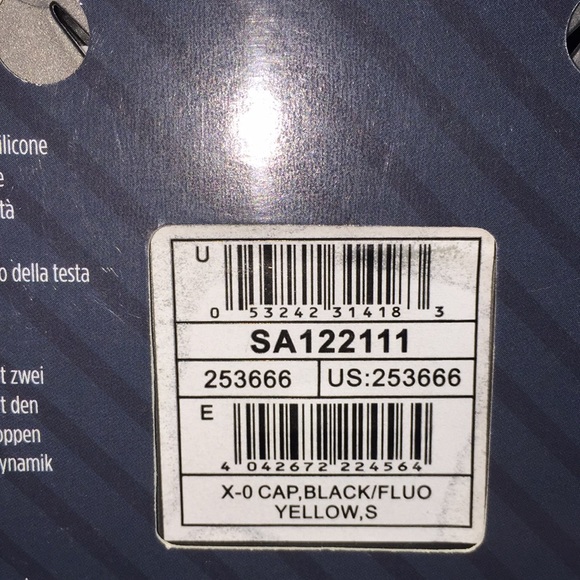 ilicone
e
tà
o della testa
t zwei
t den
oppen
ynamik
U
0 53242 31418 3
SA122111
253666 US:253666
E
4 042672 224564
X-0 CAP,BLACK/FLUO
YELLOW,S